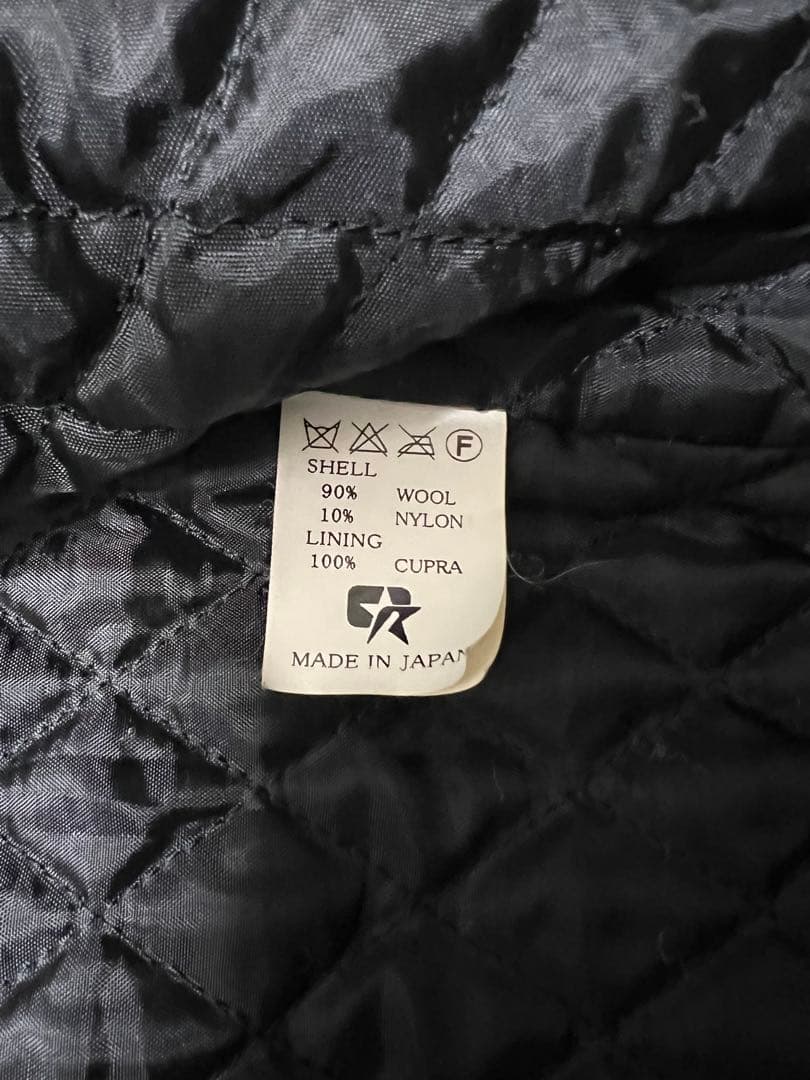 F
SHELL
90% WOOL
10% NYLON
LINING
100% CUPRA
MADE IN JAPAN